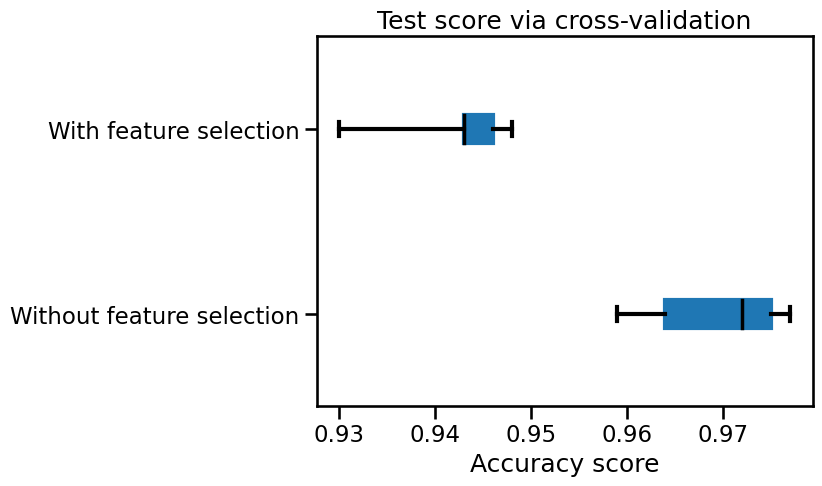 Test score via cross-validation
With feature selection
Without feature selection
0.93 0.94 0.95 0.96 0.97
Accuracy score